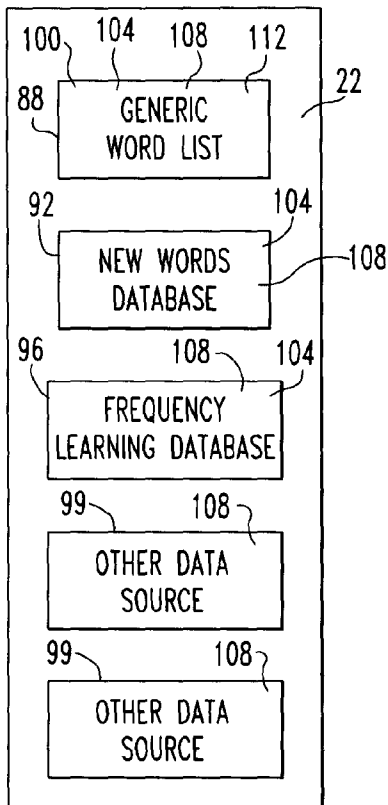 100 104 108 112
88 22
GENERIC
WORD LIST
92 104
NEW WORDS
DATABASE
108
96 108 104
FREQUENCY
LEARNING DATABASE
99 108
OTHER DATA
SOURCE
99 108
OTHER DATA
SOURCE